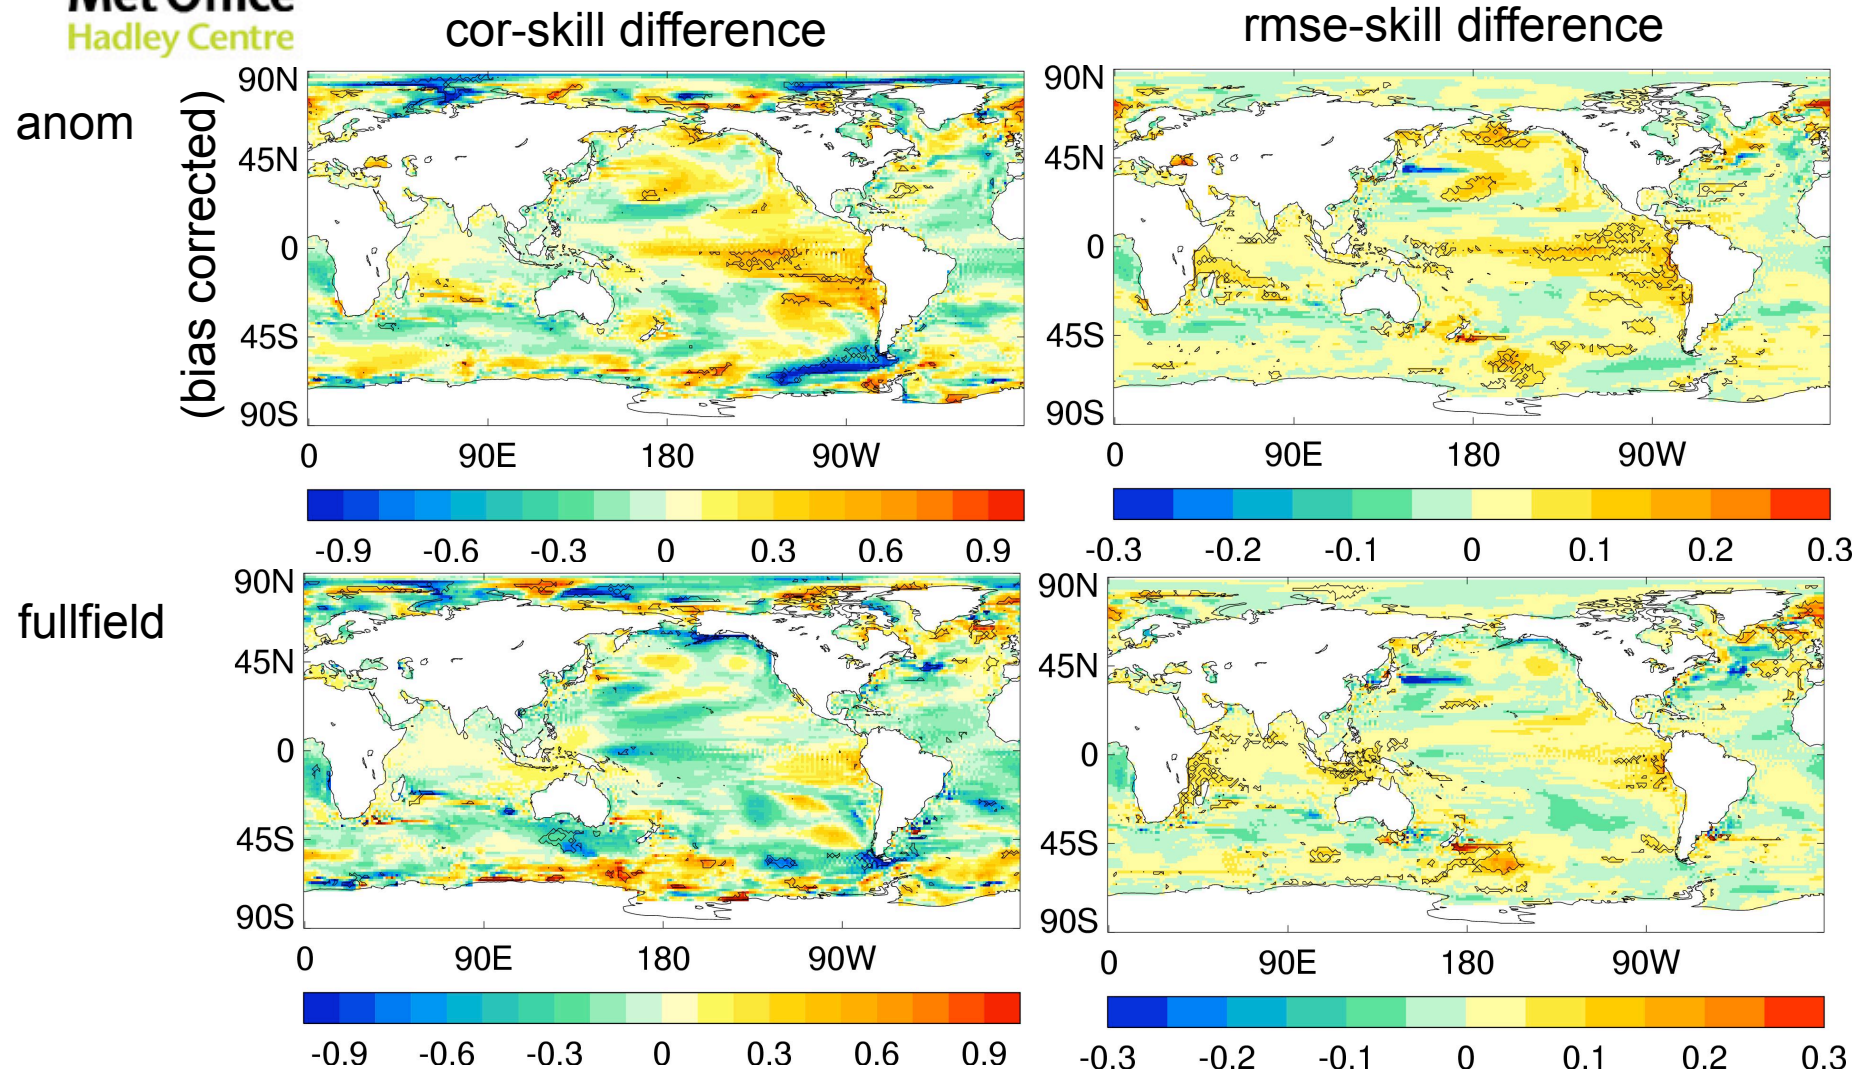 Met Office
Hadley Centre
cor-skill difference
rmse-skill difference
anom
(bias corrected)
90N
45N
0
45S
90S
0 90E 180 90W
-0.9 -0.6 -0.3 0 0.3 0.6 0.9
90N
45N
0
45S
90S
0 90E 180 90W
-0.3 -0.2 -0.1 0 0.1 0.2 0.3
fullfield
90N
45N
0
45S
90S
0 90E 180 90W
-0.9 -0.6 -0.3 0 0.3 0.6 0.9
90N
45N
0
45S
90S
0 90E 180 90W
-0.3 -0.2 -0.1 0 0.1 0.2 0.3